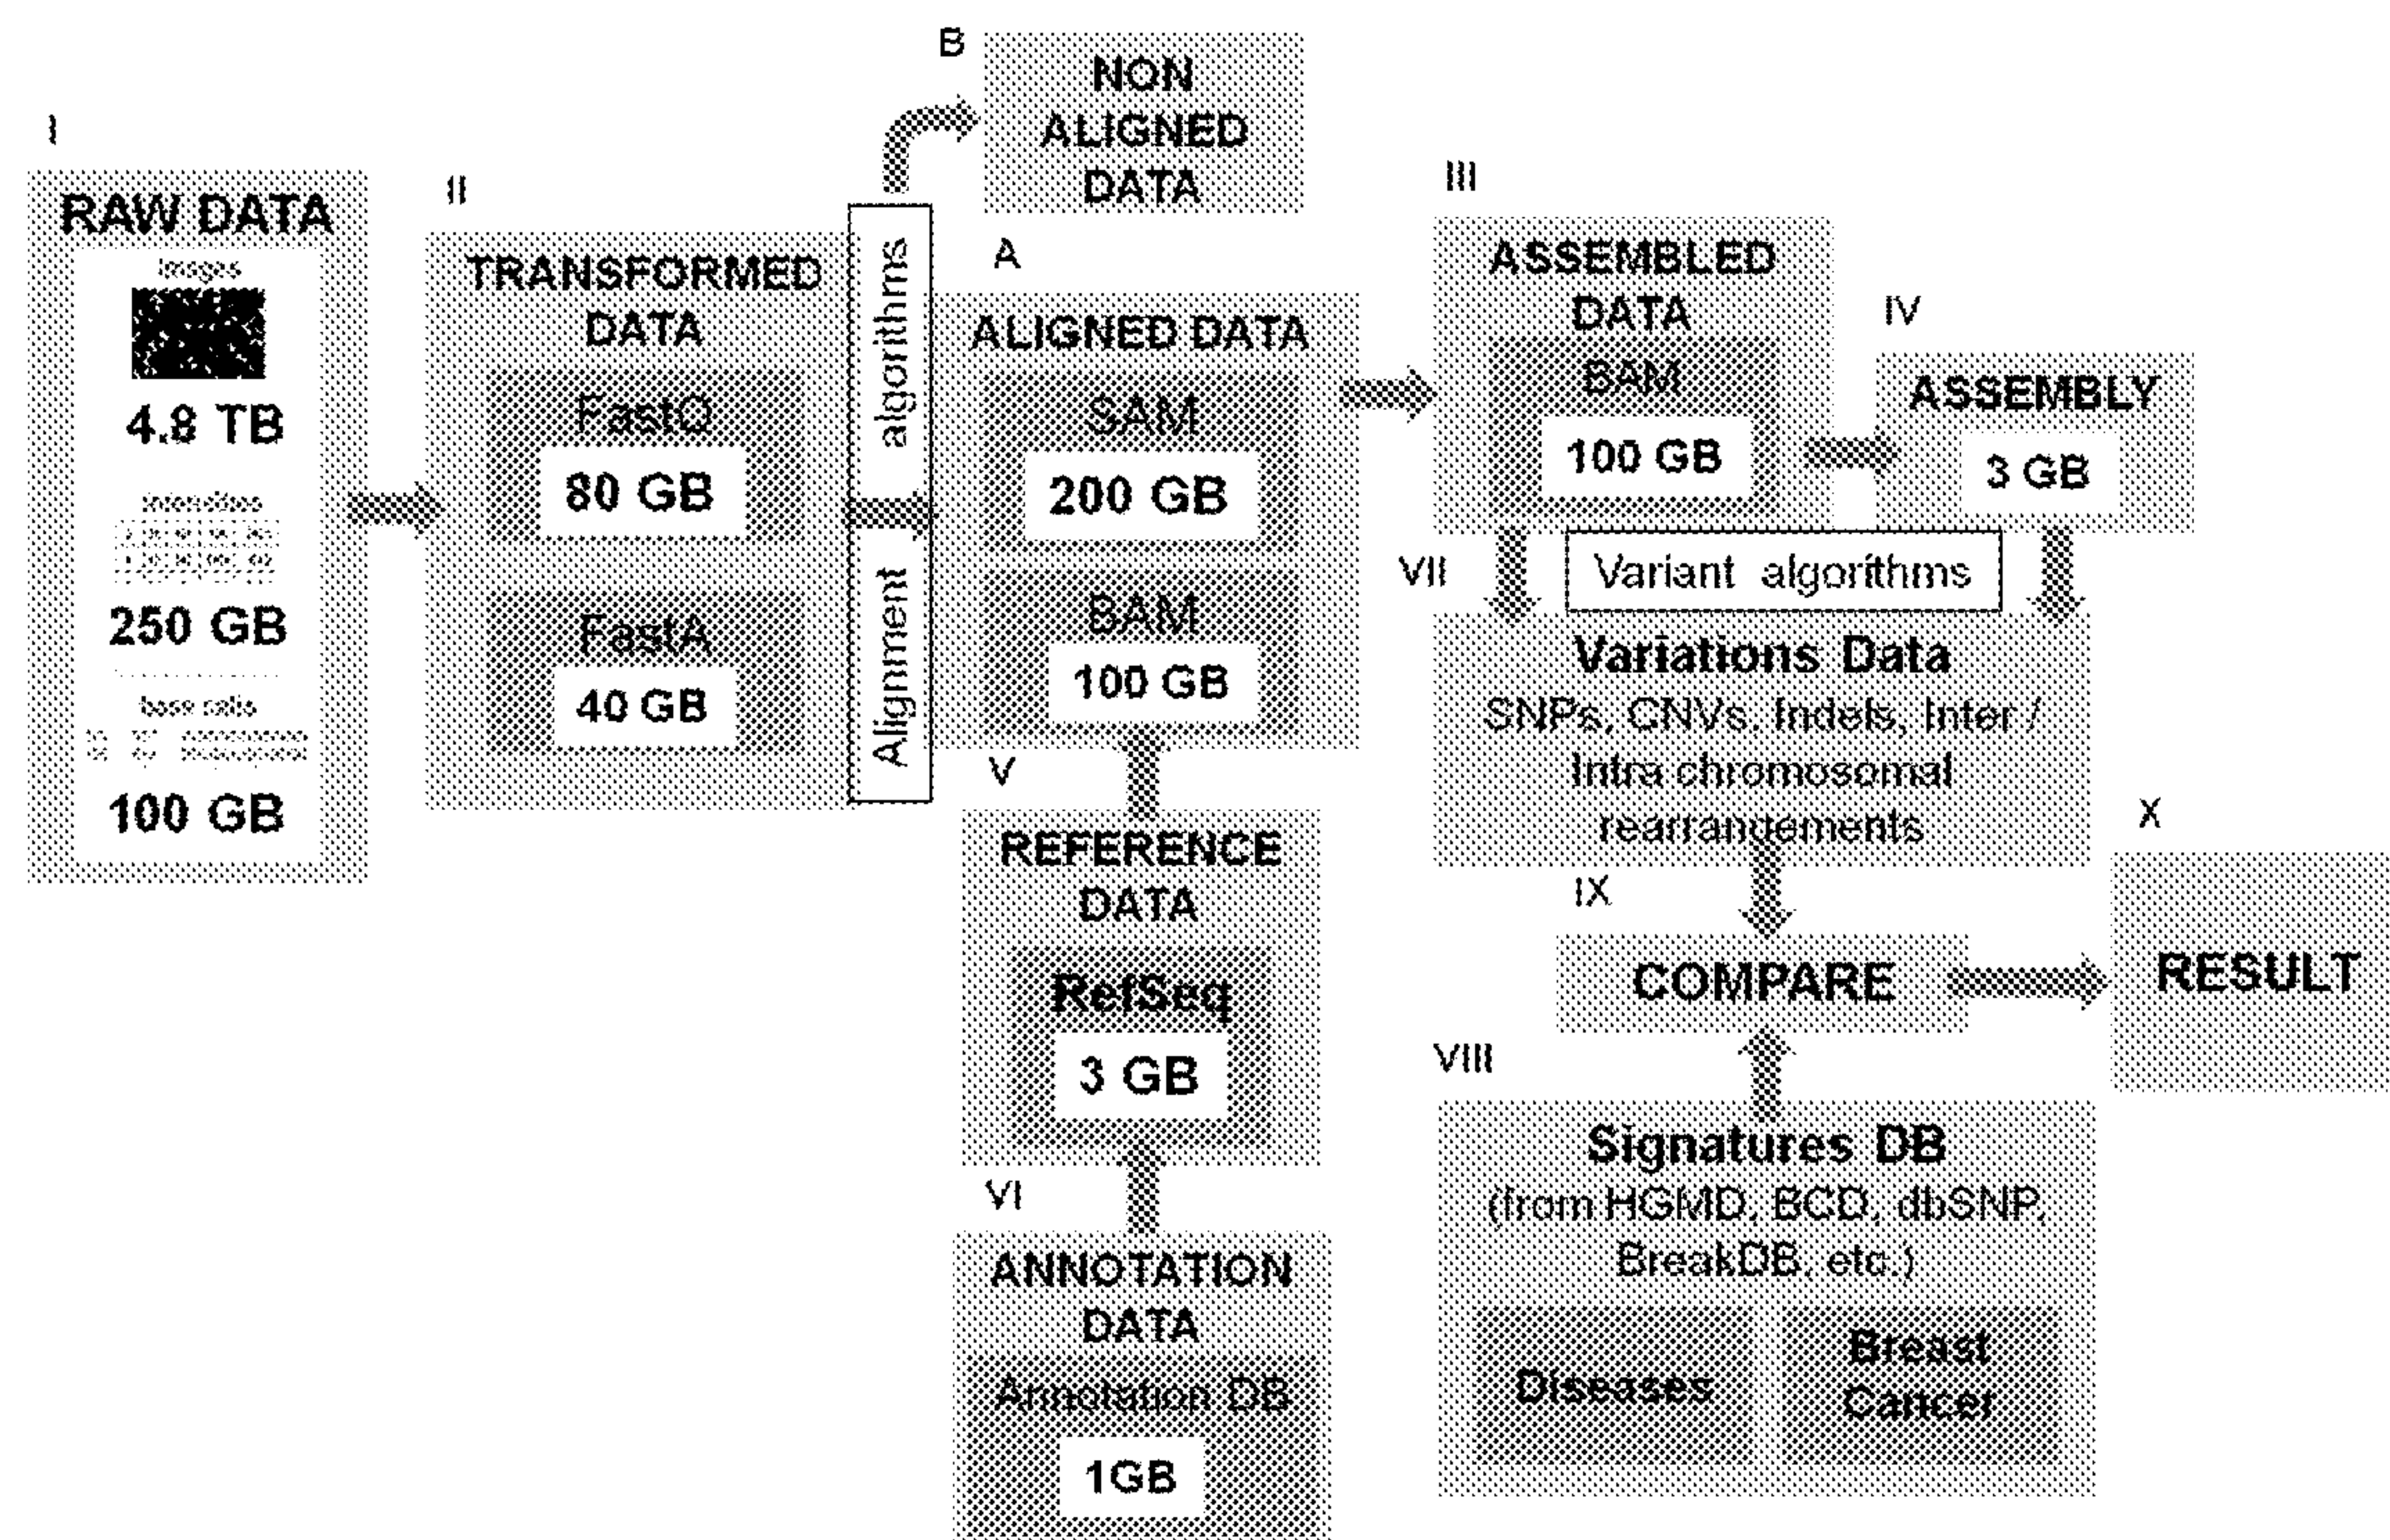 I
RAW DATA
images
4.8 TB
intensities
250 GB
base calls
100 GB
II
TRANSFORMED
DATA
FastQ
80 GB
FastA
40 GB
Alignment algorithms
B
NON
ALIGNED
DATA
A
ALIGNED DATA
SAM
200 GB
BAM
100 GB
V
REFERENCE
DATA
RefSeq
3 GB
VI
ANNOTATION
DATA
Annotation DB
1GB
III
ASSEMBLED
DATA
BAM
100 GB
IV
ASSEMBLY
3 GB
VII
Variant algorithms
Variations Data
SNPs, CNVs, Indels, Inter /
Intra chromosomal
rearrangements
IX
COMPARE
X
RESULT
VIII
Signatures DB
(from HGMD, BCD, dbSNP,
BreakDB, etc.)
Diseases
Breast
Cancer